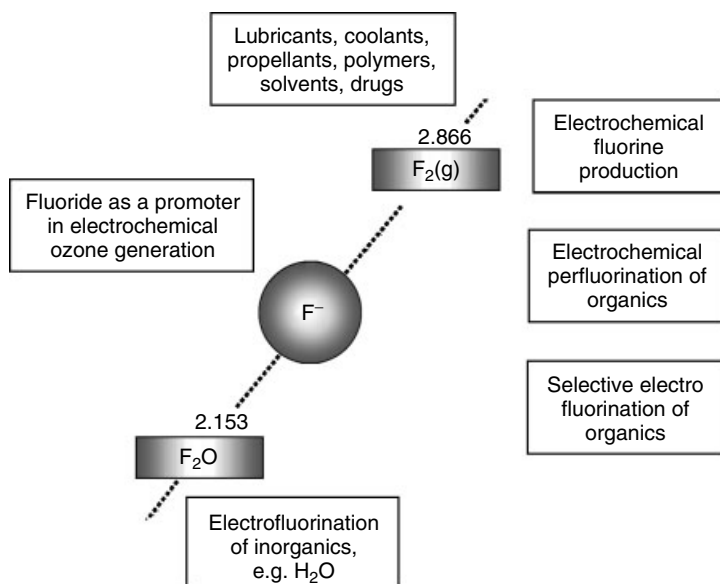 Lubricants, coolants,
propellants, polymers,
solvents, drugs
2.866
F₂(g)
Electrochemical
fluorine
production
Fluoride as a promoter
in electrochemical
ozone generation
Electrochemical
perfluorination of
organics
F⁻
Selective electro
fluorination of
organics
2.153
F₂O
Electrofluorination
of inorganics,
e.g. H₂O